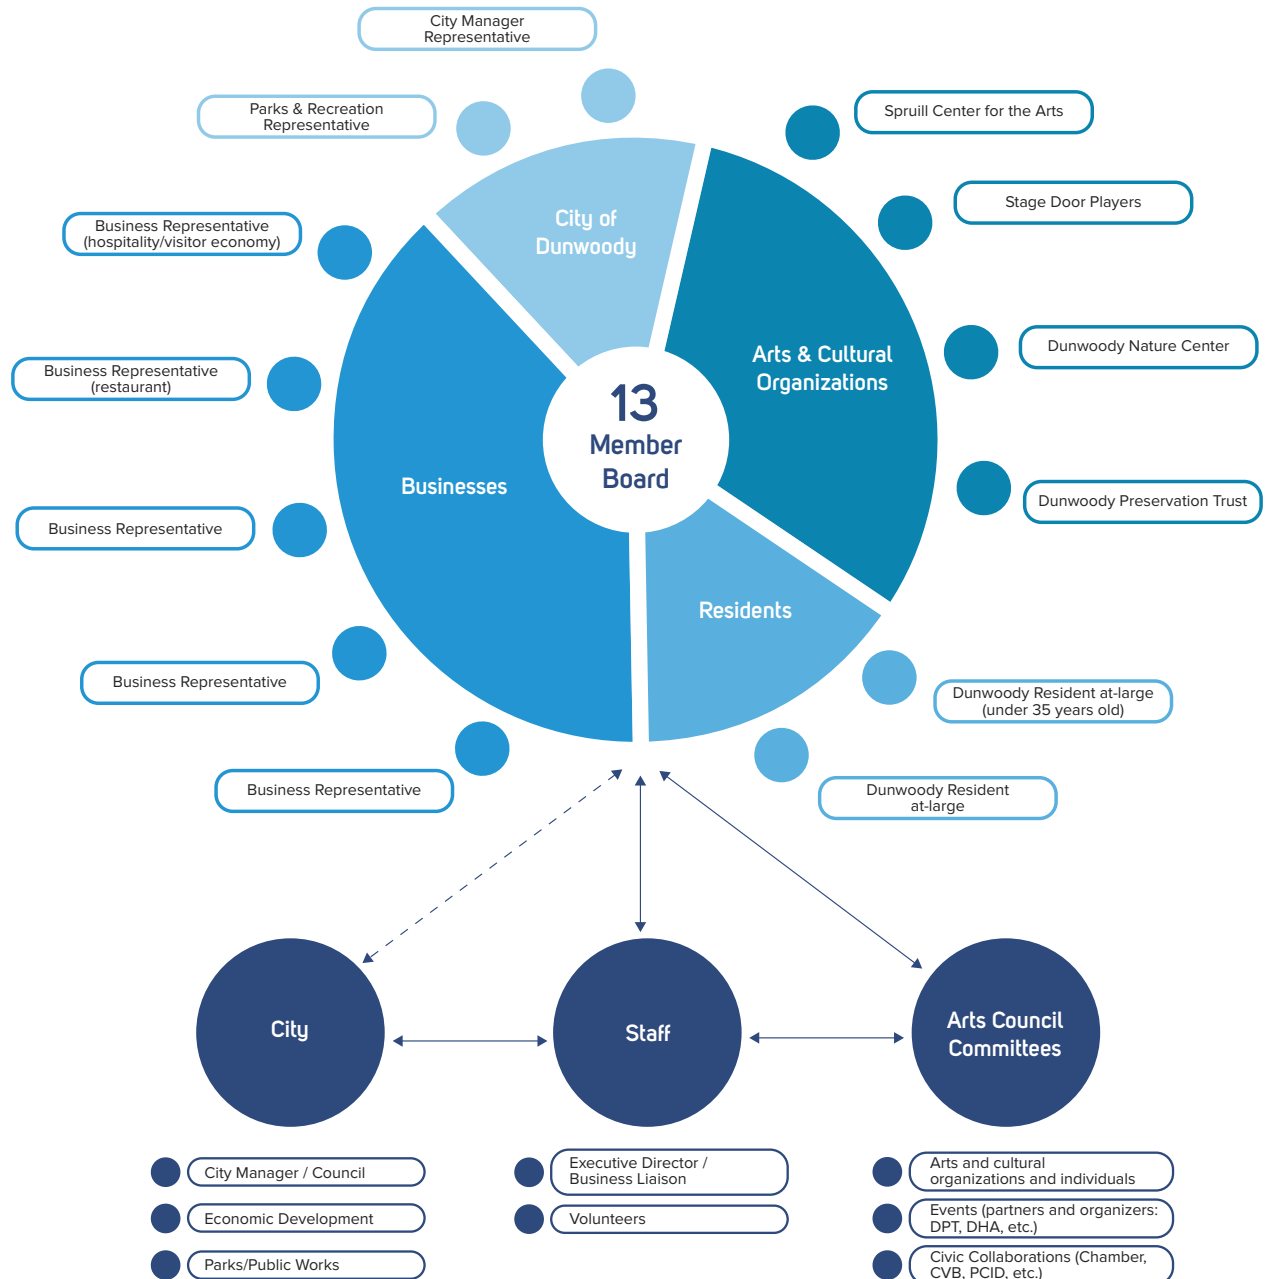 City Manager
Representative
Parks & Recreation
Representative
Spruill Center for the Arts
Stage Door Players
Business Representative
(hospitality/visitor economy)
City of
Dunwoody
Arts & Cultural
Organizations
Dunwoody Nature Center
Business Representative
(restaurant)
13
Member
Board
Businesses
Dunwoody Preservation Trust
Business Representative
Residents
Business Representative
Dunwoody Resident at-large
(under 35 years old)
Business Representative
Dunwoody Resident
at-large
City
Staff
Arts Council
Committees
City Manager / Council
Economic Development
Parks/Public Works
Executive Director /
Business Liaison
Volunteers
Arts and cultural
organizations and individuals
Events (partners and organizers:
DPT, DHA, etc.)
Civic Collaborations (Chamber,
CVB, PCID, etc.)